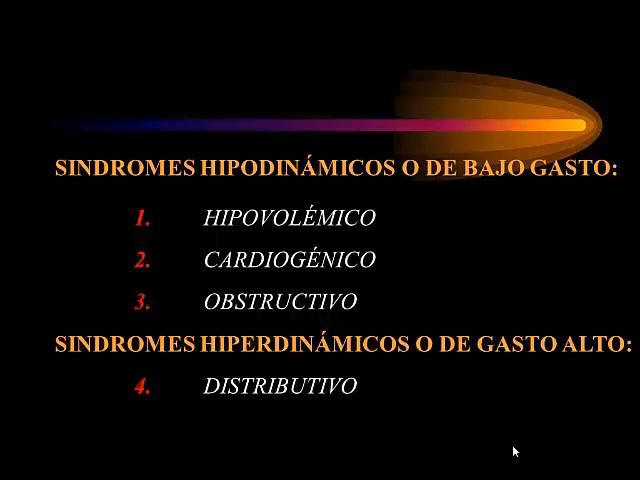 SINDROMES HIPODINÁMICOS O DE BAJO GASTO:
1. HIPOVOLÉMICO
2. CARDIOGÉNICO
3. OBSTRUCTIVO
SINDROMES HIPERDINÁMICOS O DE GASTO ALTO:
4. DISTRIBUTIVO